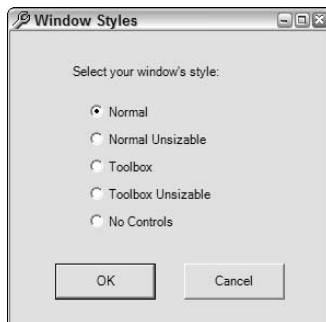 Window Styles
Select your window's style:
Normal
Normal Unsizable
Toolbox
Toolbox Unsizable
No Controls
OK
Cancel